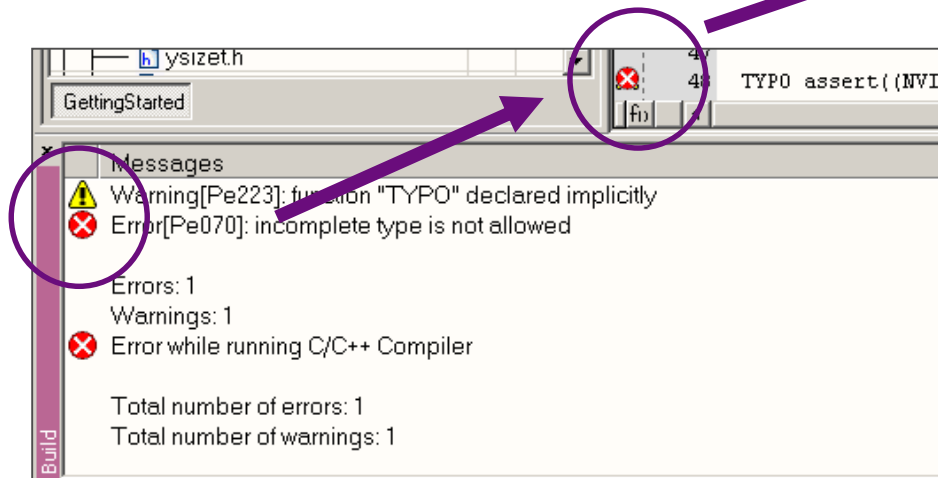 ysizet.h
47
48 TYPO assert((NVI
GettingStarted
Messages
Warning[Pe223]: function "TYPO" declared implicitly
Error[Pe070]: incomplete type is not allowed
Errors: 1
Warnings: 1
Error while running C/C++ Compiler
Total number of errors: 1
Total number of warnings: 1
Build